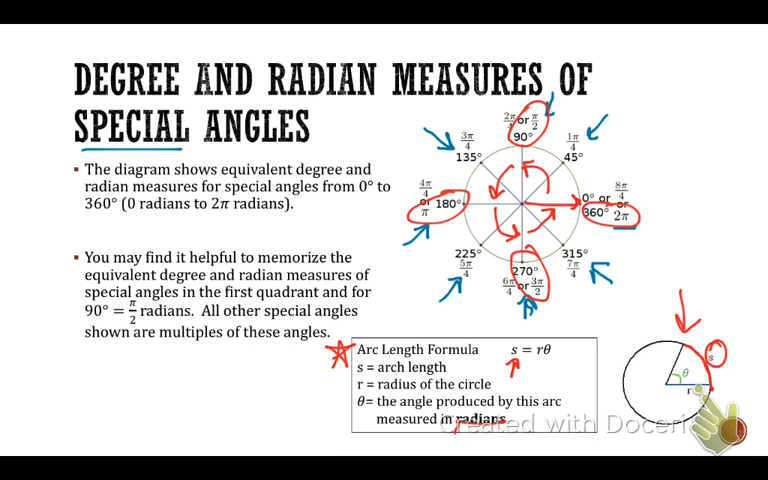 DEGREE AND RADIAN MEASURES OF
SPECIAL ANGLES
▪ The diagram shows equivalent degree and
radian measures for special angles from 0° to
360° (0 radians to 2π radians).
▪ You may find it helpful to memorize the
equivalent degree and radian measures of
special angles in the first quadrant and for
90° = π/2 radians. All other special angles
shown are multiples of these angles.
2π/4 or π/2
90°
1π/4
45°
3π/4
135°
4π/4
or 180°
π
0° or 8π/4
or
360° 2π
225°
5π/4
270°
6π/4 or 3π/2
315°
7π/4
Arc Length Formula s = rθ
s = arch length
r = radius of the circle
θ= the angle produced by this arc
measured in radians
s
θ
r
Created with Doceri